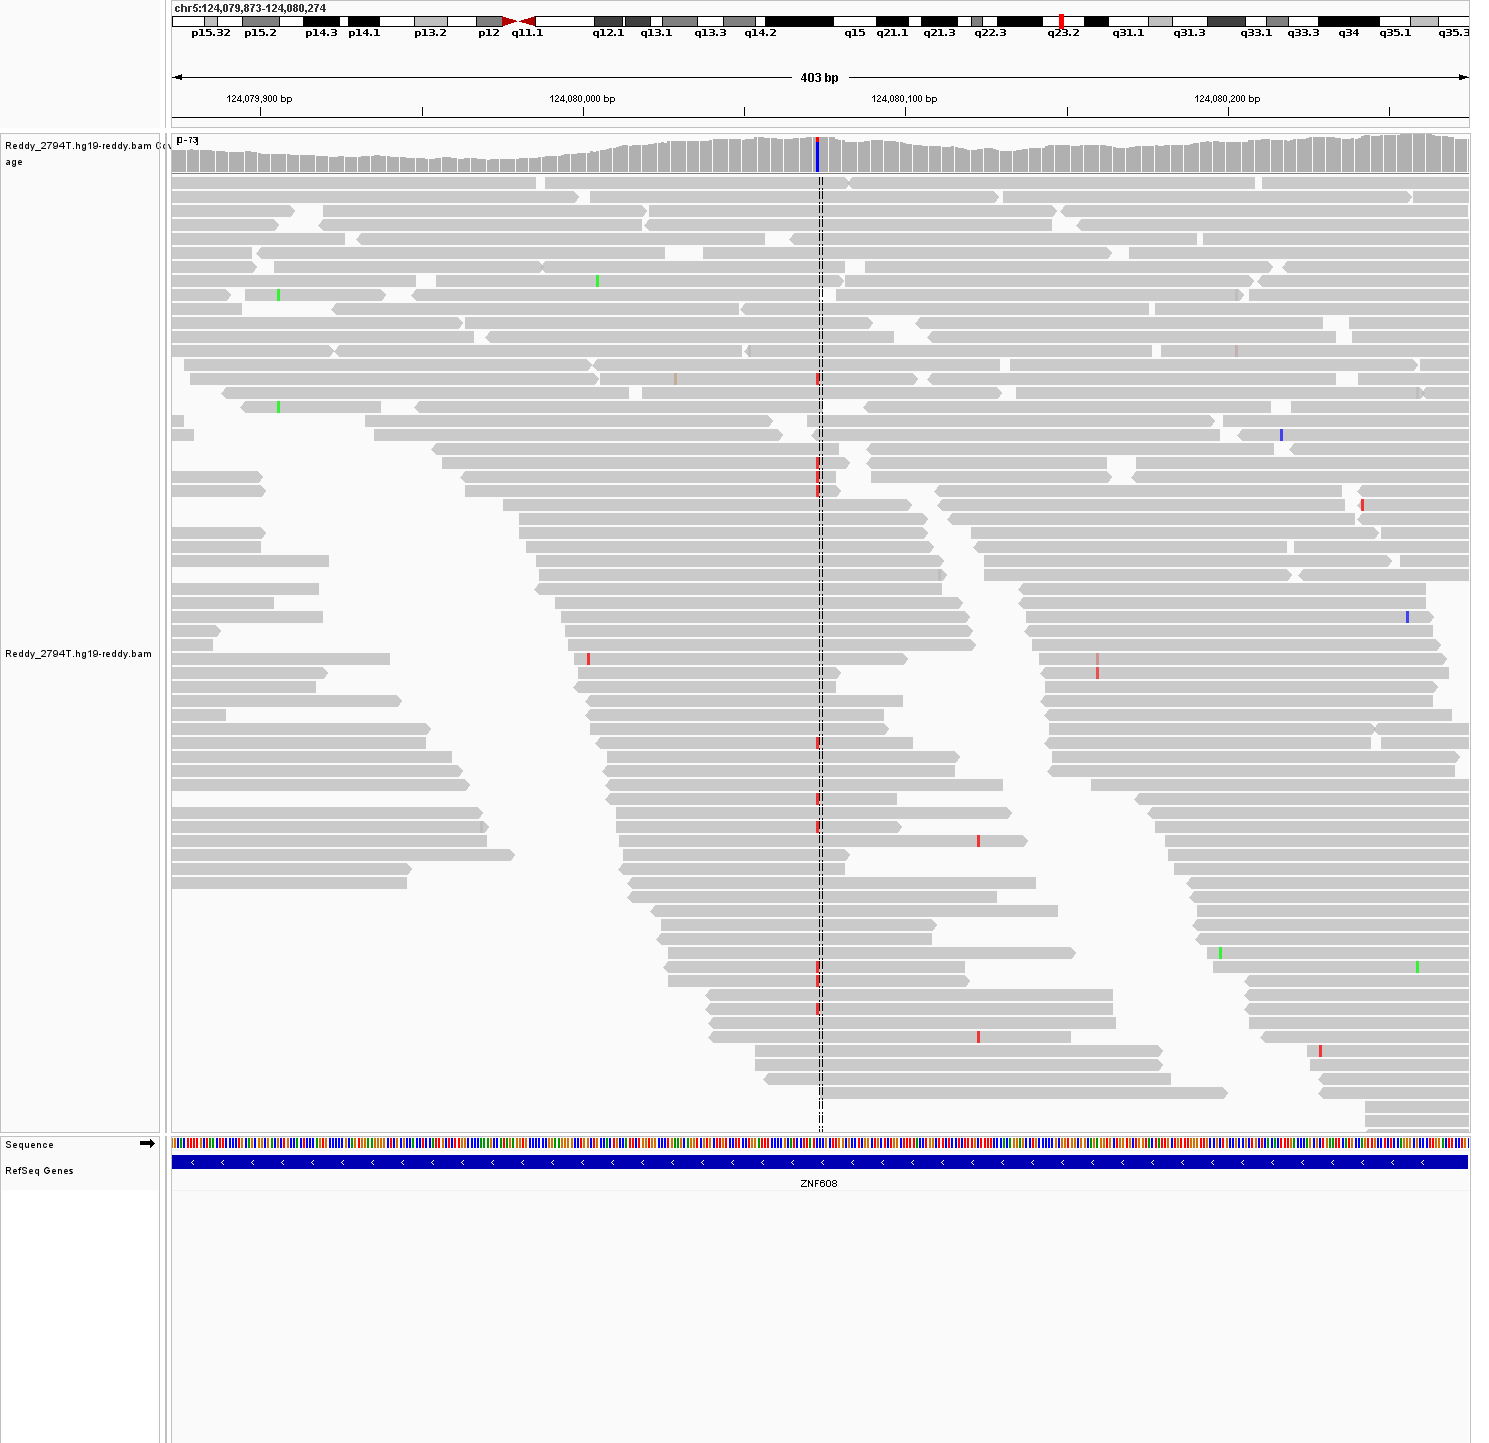 chr5:124,079,873-124,080,274
p15.32 p15.2 p14.3 p14.1 p13.2 p12 q11.1 q12.1 q13.1 q13.3 q14.2 q15 q21.1 q21.3 q22.3 q23.2 q31.1 q31.3 q33.1 q33.3 q34 q35.1 q35.3
403 bp
124,079,900 bp 124,080,000 bp 124,080,100 bp 124,080,200 bp
[0-73]
Reddy_2794T.hg19-reddy.bam Cov
age
Reddy_2794T.hg19-reddy.bam
Sequence
RefSeq Genes
ZNF608